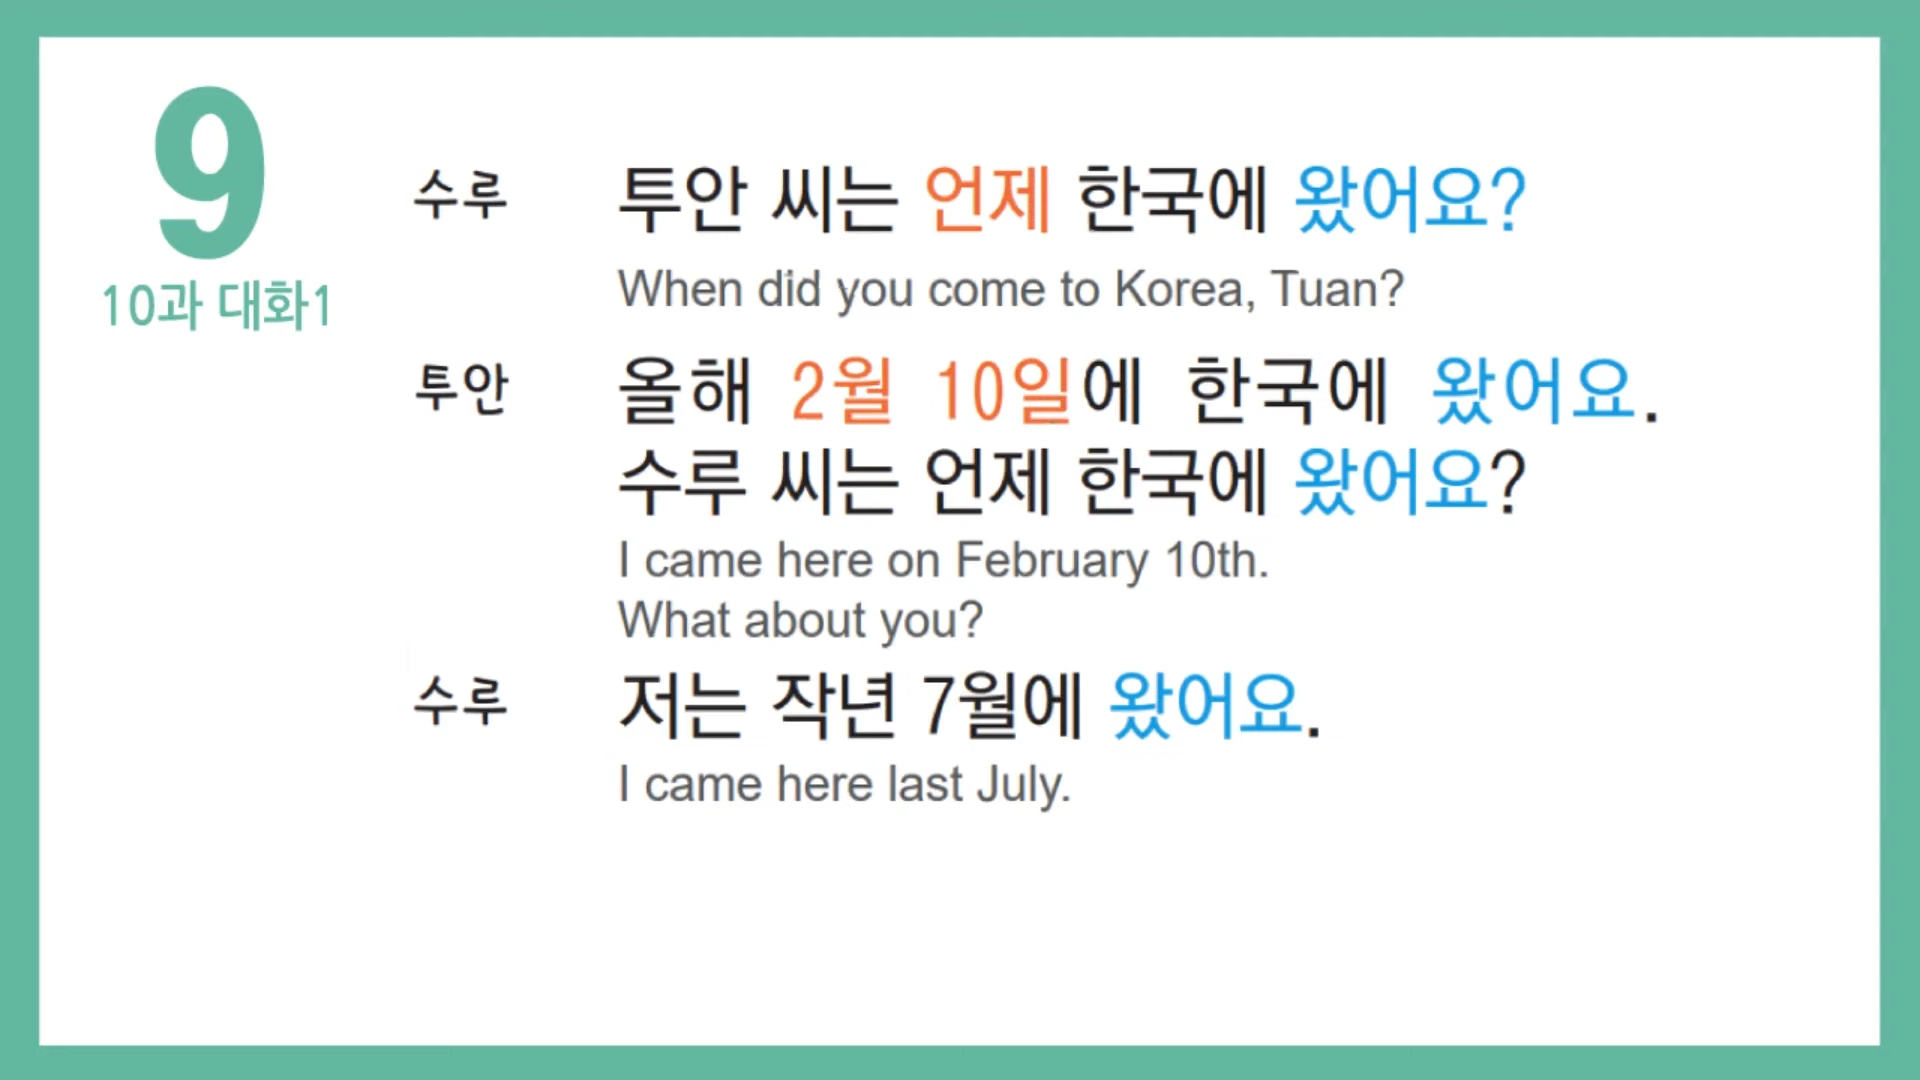 9
10과 대화1
수루 투안 씨는 언제 한국에 왔어요?
When did you come to Korea, Tuan?
투안 올해 2월 10일에 한국에 왔어요.
수루 씨는 언제 한국에 왔어요?
I came here on February 10th.
What about you?
수루 저는 작년 7월에 왔어요.
I came here last July.